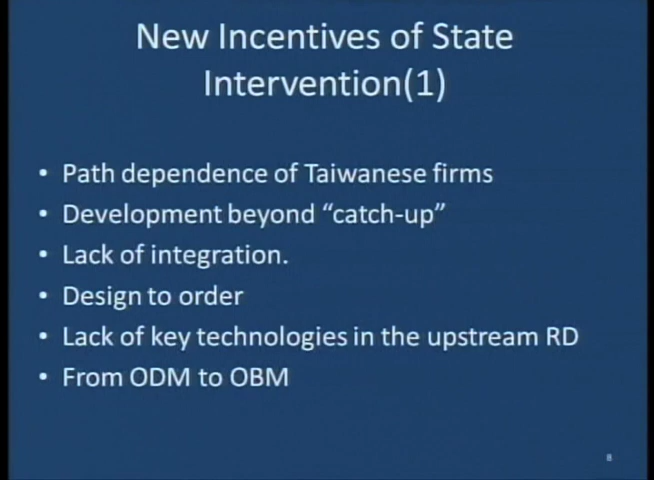 New Incentives of State
Intervention(1)
• Path dependence of Taiwanese firms
• Development beyond “catch-up”
• Lack of integration.
• Design to order
• Lack of key technologies in the upstream RD
• From ODM to OBM
8